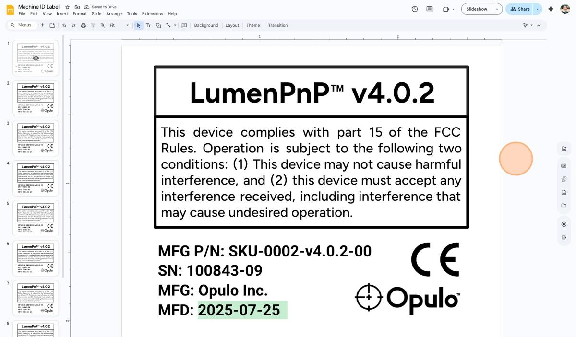 Machine ID Label
File Edit View Insert Format Slide Arrange Tools Extensions Help
Slideshow
Share
Menus
Background Layout Theme Transition
LumenPnP™ v4.0.2
This device complies with part 15 of the FCC
Rules. Operation is subject to the following two
conditions: (1) This device may not cause harmful
interference, and (2) this device must accept any
interference received, including interference that
may cause undesired operation.
MFG P/N: SKU-0002-v4.0.2-00
SN: 100843-09
MFG: Opulo Inc.
MFD: 2025-07-25
CE
Opulo™